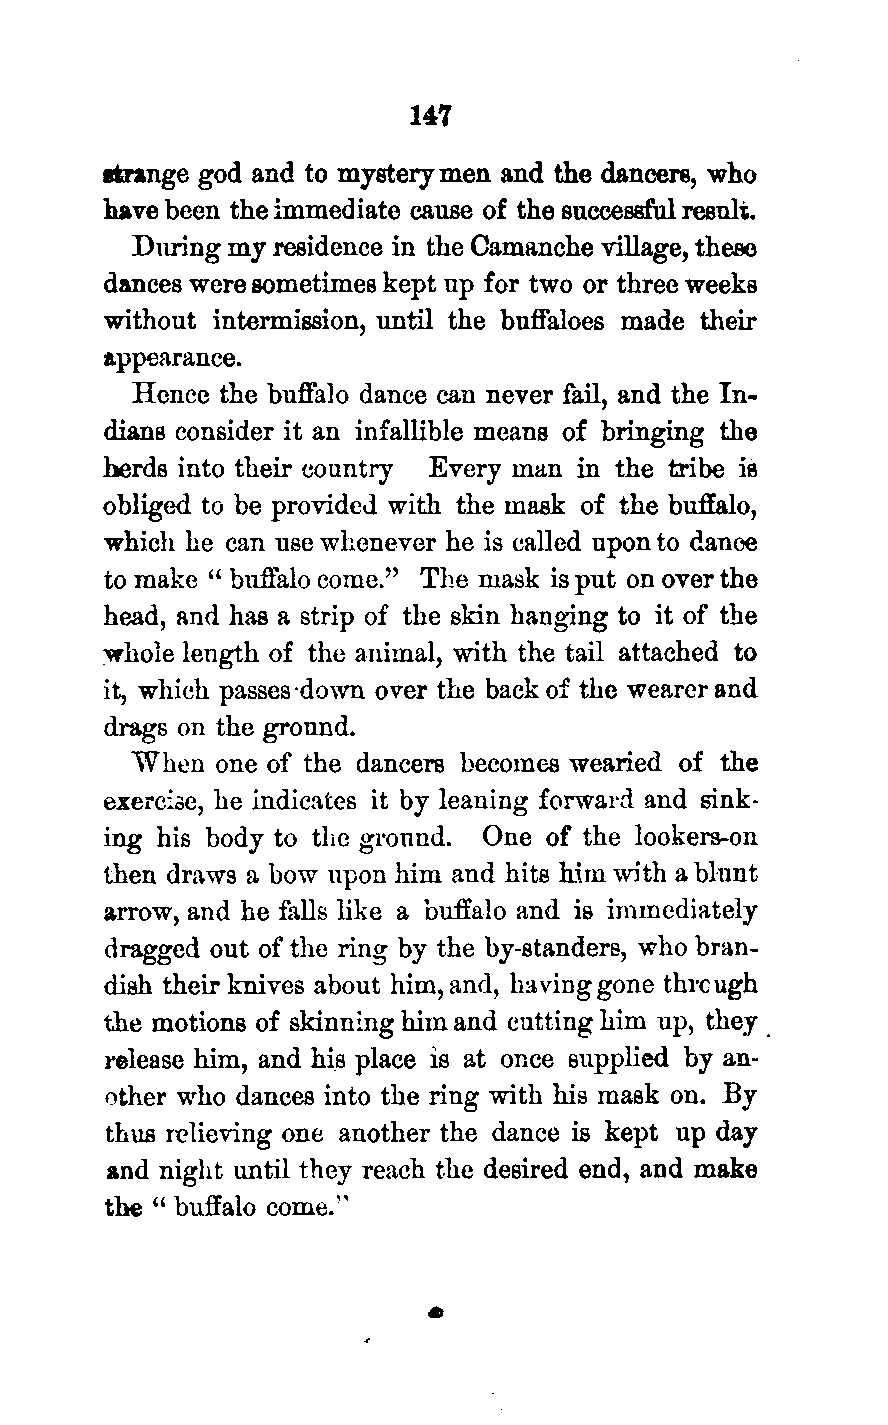 147
strange god and to mystery men and the dancers, who
have been the immediate cause of the successful result.
During my residence in the Camanche village, these
dances were sometimes kept up for two or three weeks
without intermission, until the buffaloes made their
appearance.
Hence the buffalo dance can never fail, and the In-
dians consider it an infallible means of bringing the
herds into their country Every man in the tribe is
obliged to be provided with the mask of the buffalo,
which he can use whenever he is called upon to dance
to make “ buffalo come.” The mask is put on over the
head, and has a strip of the skin hanging to it of the
whole length of the animal, with the tail attached to
it, which passes down over the back of the wearer and
drags on the ground.
When one of the dancers becomes wearied of the
exercise, he indicates it by leaning forward and sink-
ing his body to the ground. One of the lookers-on
then draws a bow upon him and hits him with a blunt
arrow, and he falls like a buffalo and is immediately
dragged out of the ring by the by-standers, who bran-
dish their knives about him, and, having gone through
the motions of skinning him and cutting him up, they
release him, and his place is at once supplied by an-
other who dances into the ring with his mask on. By
thus relieving one another the dance is kept up day
and night until they reach the desired end, and make
the “ buffalo come.”